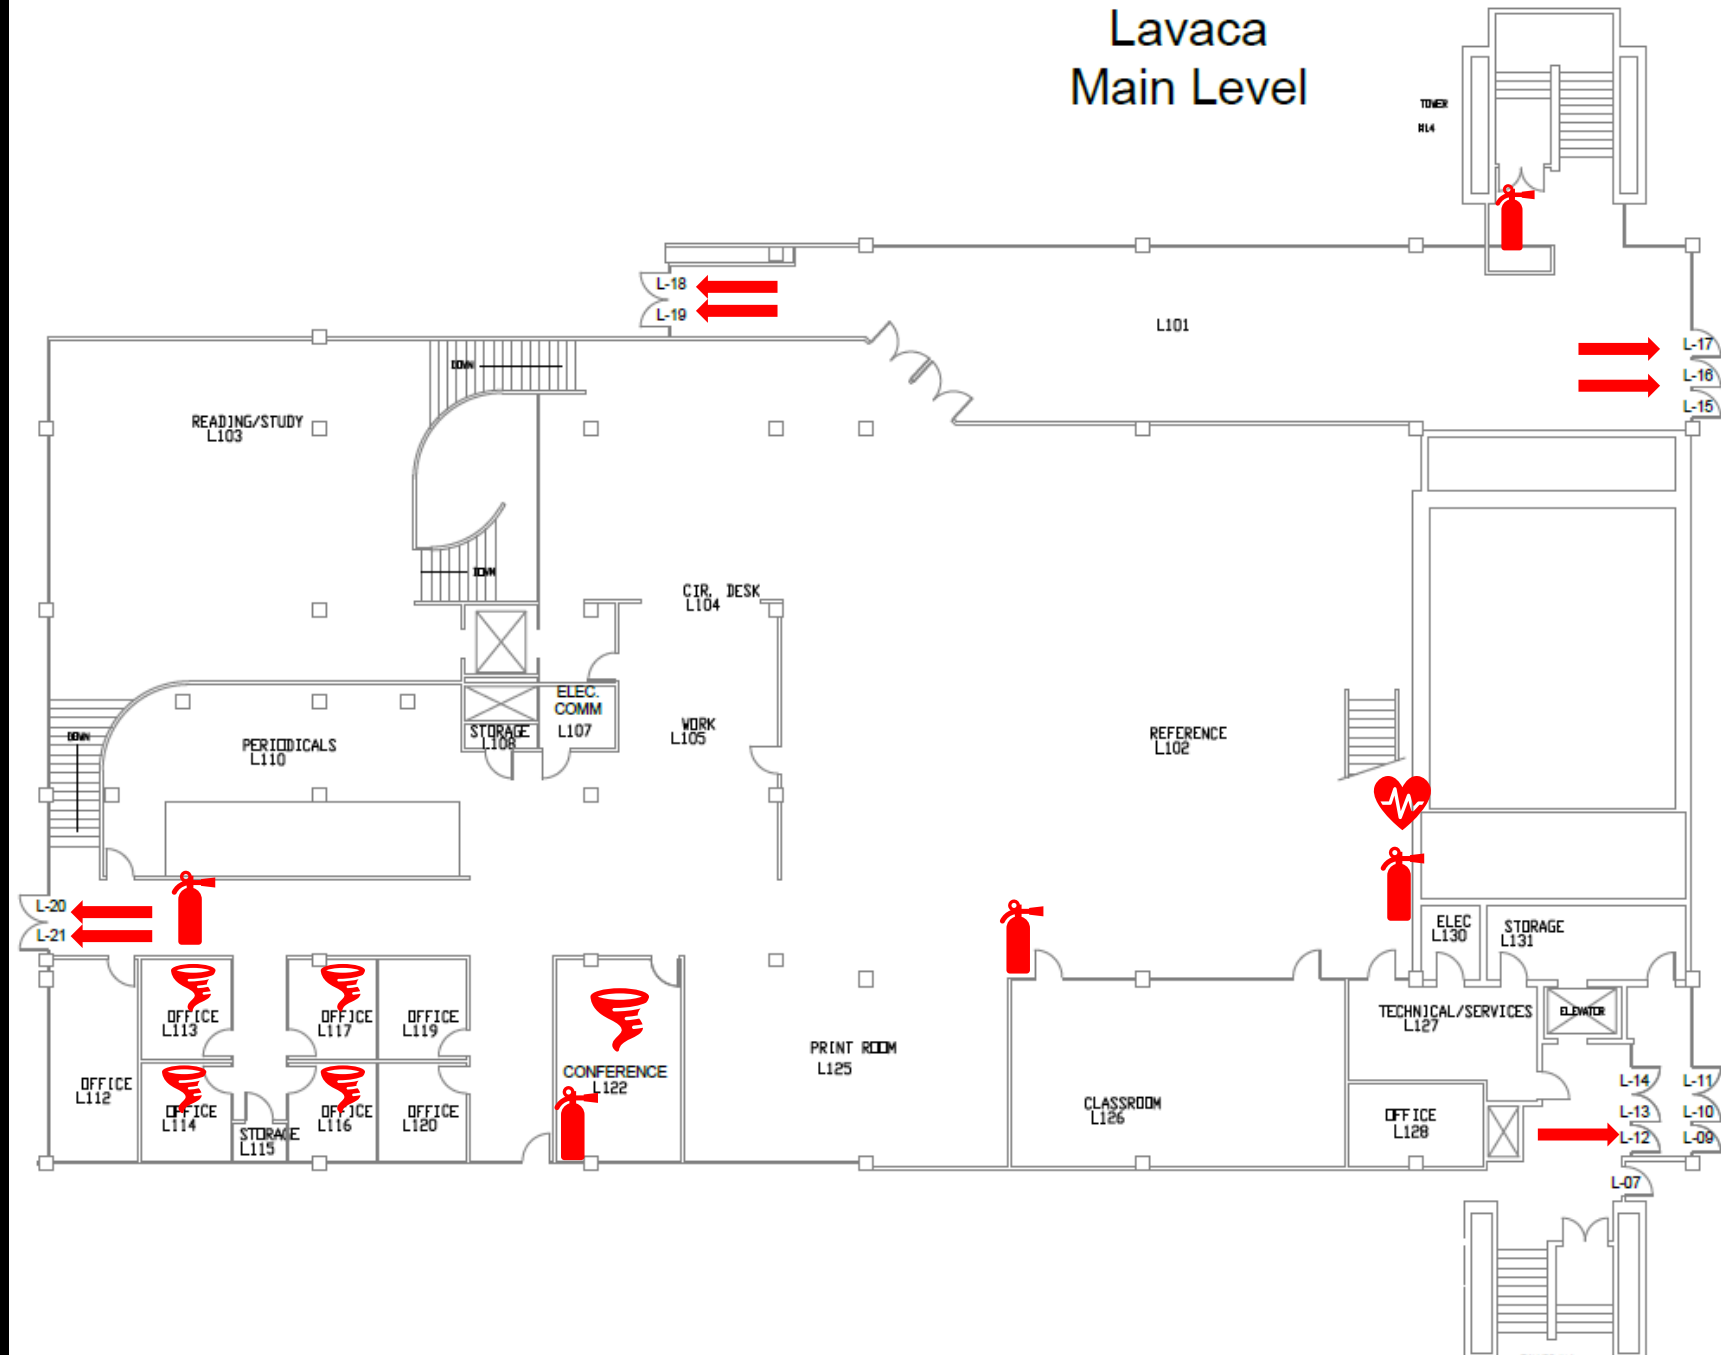 Lavaca
Main Level
TOWER
#14
L-18
L-19
L101
L-17
L-16
L-15
DOWN
READING/STUDY
L103
DOWN
CIR. DESK
L104
ELEC.
COMM
L107
STORAGE
L108
WORK
L105
REFERENCE
L102
DOWN
PERIODICALS
L110
L-20
L-21
ELEC
L130
STORAGE
L131
OFFICE
L113
OFFICE
L117
OFFICE
L119
TECHNICAL/SERVICES
L127
ELEVATOR
PRINT ROOM
L125
CONFERENCE
L122
OFFICE
L112
OFFICE
L114
STORAGE
L115
OFFICE
L116
OFFICE
L120
CLASSROOM
L126
OFFICE
L128
L-14
L-11
L-13
L-10
L-12
L-09
L-07